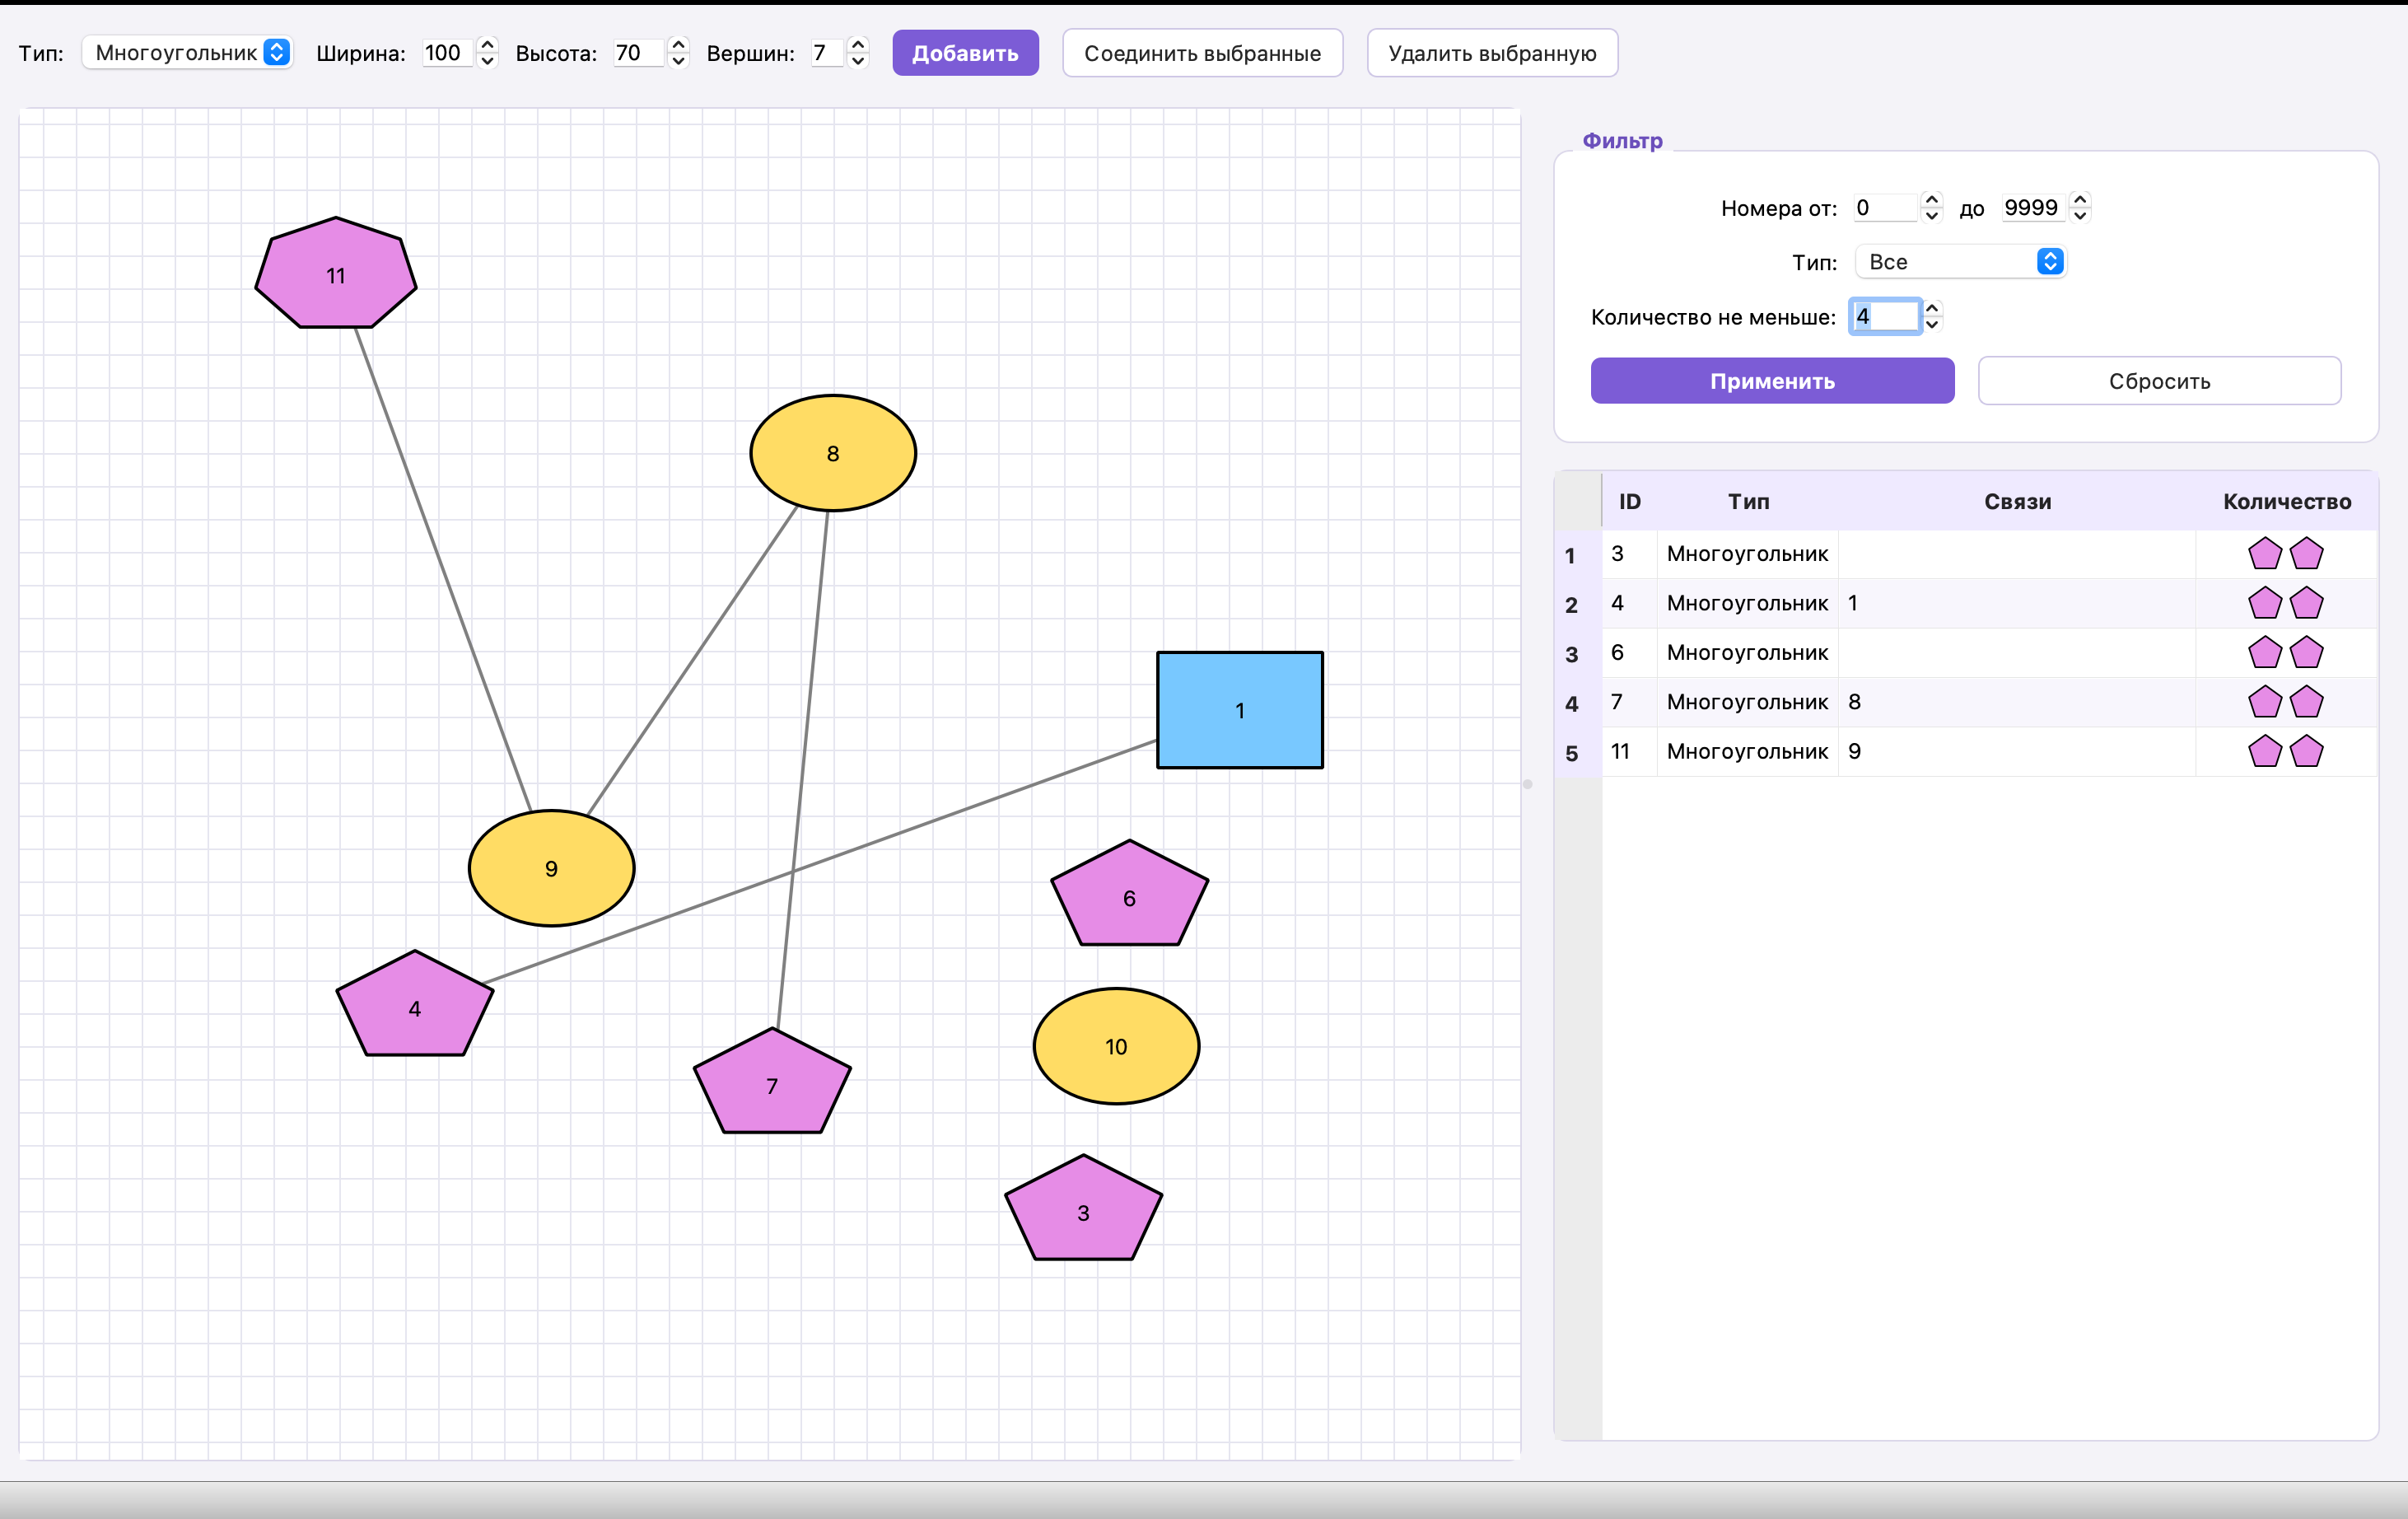 Тип: Многоугольник Ширина: 100 Высота: 70 Вершин: 7 Добавить Соединить выбранные Удалить выбранную
11
8
1
9
6
4
10
7
3
Фильтр
Номера от: 0 до 9999
Тип: Все
Количество не меньше: 4
Применить Сбросить
ID Тип Связи Количество
1 3 Многоугольник
2 4 Многоугольник 1
3 6 Многоугольник
4 7 Многоугольник 8
5 11 Многоугольник 9